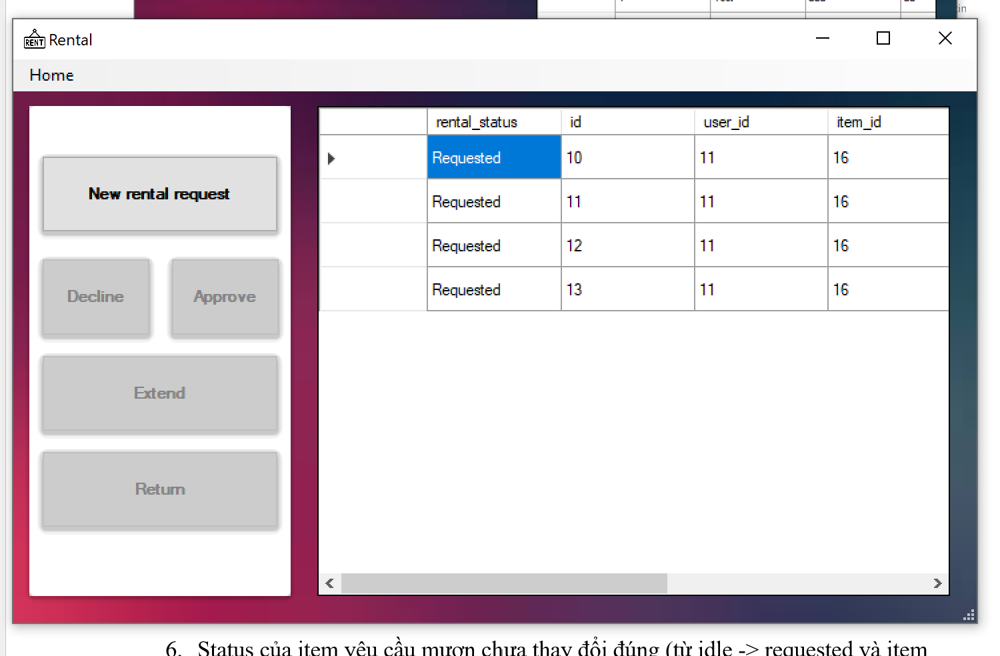 RENT Rental
Home
New rental request
Decline Approve
Extend
Return
rental_status id user_id item_id
Requested 10 11 16
Requested 11 11 16
Requested 12 11 16
Requested 13 11 16
6. Status của item yêu cầu mượn chưa thay đổi đúng (từ idle -> requested và item